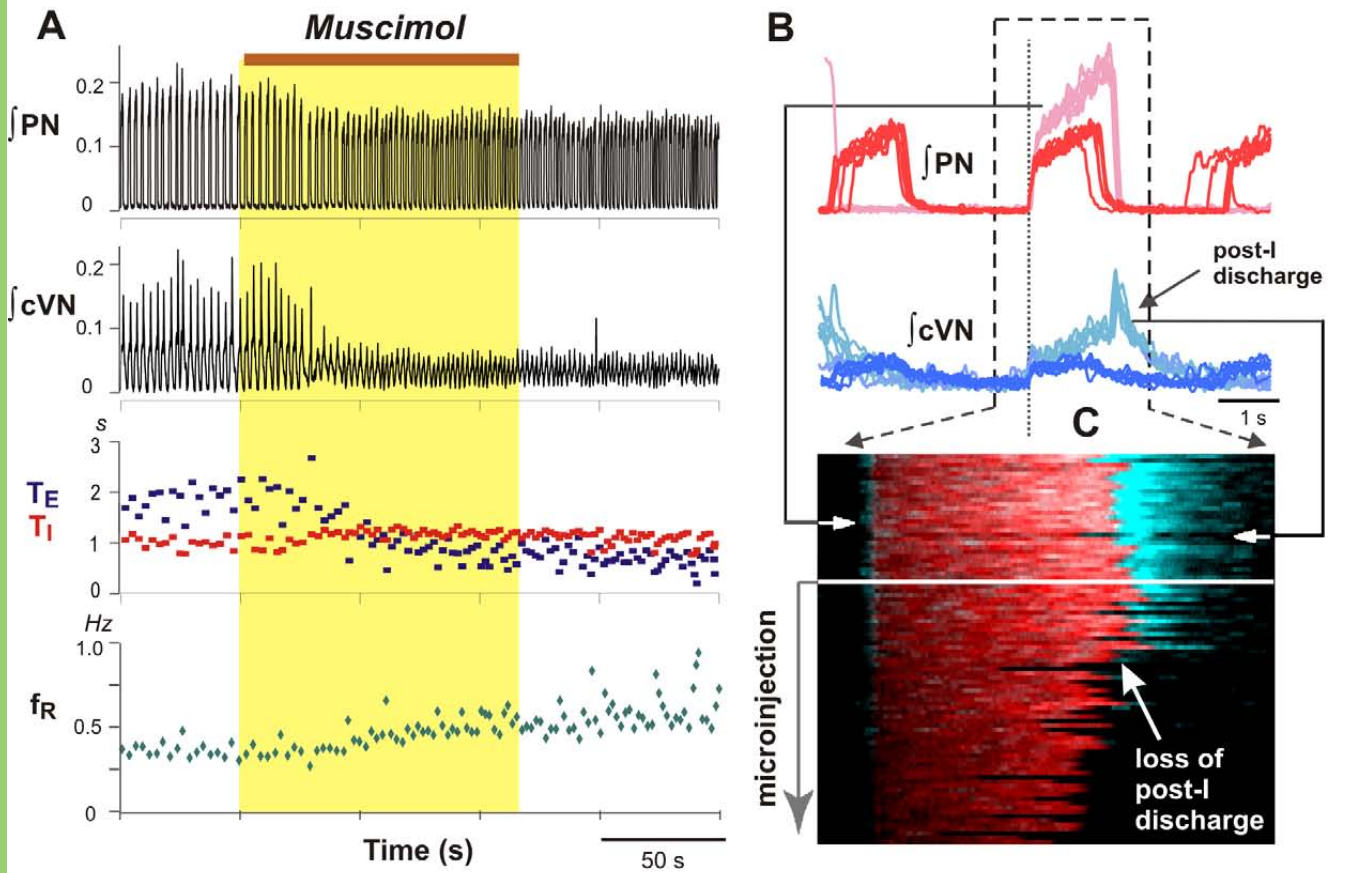 A
Muscimol
∫PN
0.2
0.1
0
∫cVN
0.2
0.1
0
s
TE
TI
3
2
1
0
Hz
fR
1.0
0.5
0
Time (s)
50 s
B
∫PN
post-I
discharge
∫cVN
1 s
C
microinjection
loss of
post-I
discharge